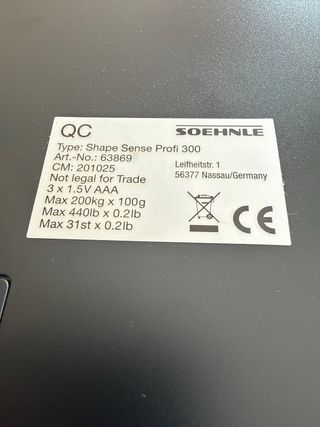 QC
SOEHNLE
Type: Shape Sense Profi 300
Art.-No.: 63869
CM: 201025
Not legal for Trade
3 x 1.5V AAA
Max 200kg x 100g
Max 440lb x 0.2lb
Max 31st x 0.2lb
Leifheitstr. 1
56377 Nassau/Germany
CE